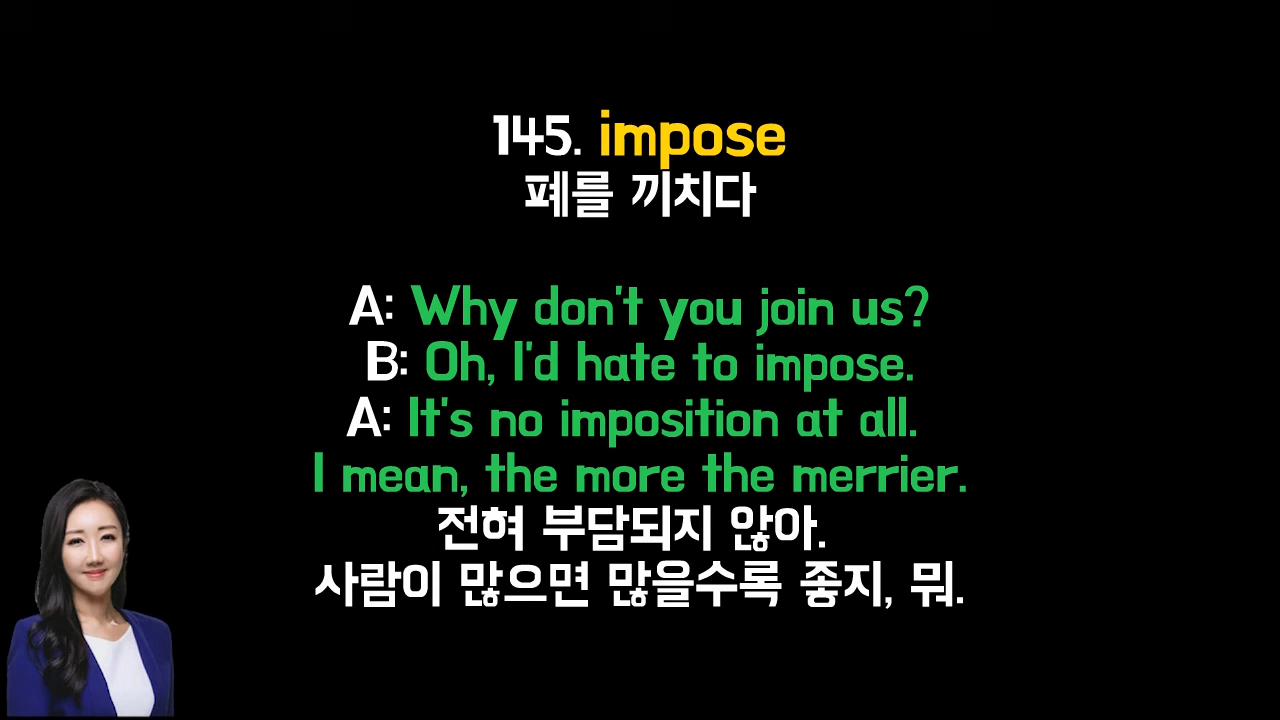 145. impose
폐를 끼치다
A: Why don't you join us?
B: Oh, I'd hate to impose.
A: It's no imposition at all.
I mean, the more the merrier.
전혀 부담되지 않아.
사람이 많으면 많을수록 좋지, 뭐.